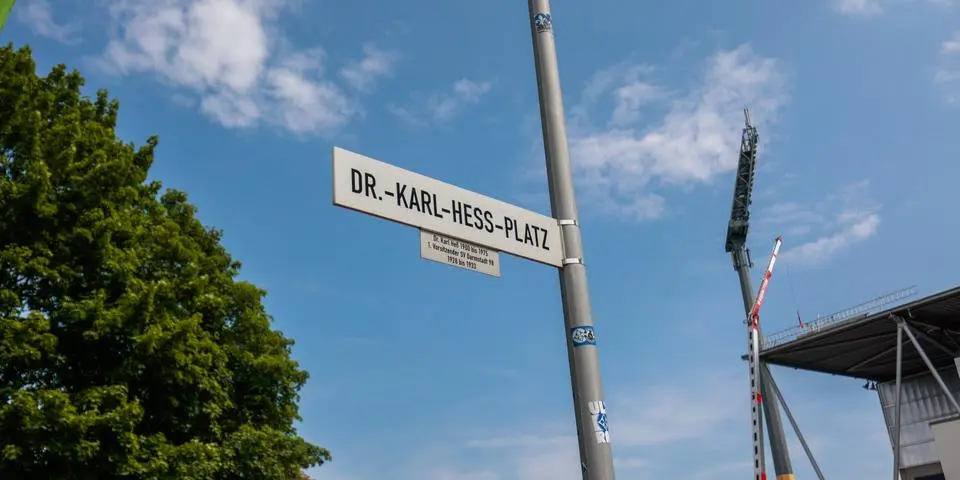 DR.-KARL-HESS-PLATZ
Dr. Karl Heß 1900 bis 1975
1. Vorsitzender SV Darmstadt 98
1928 bis 1933